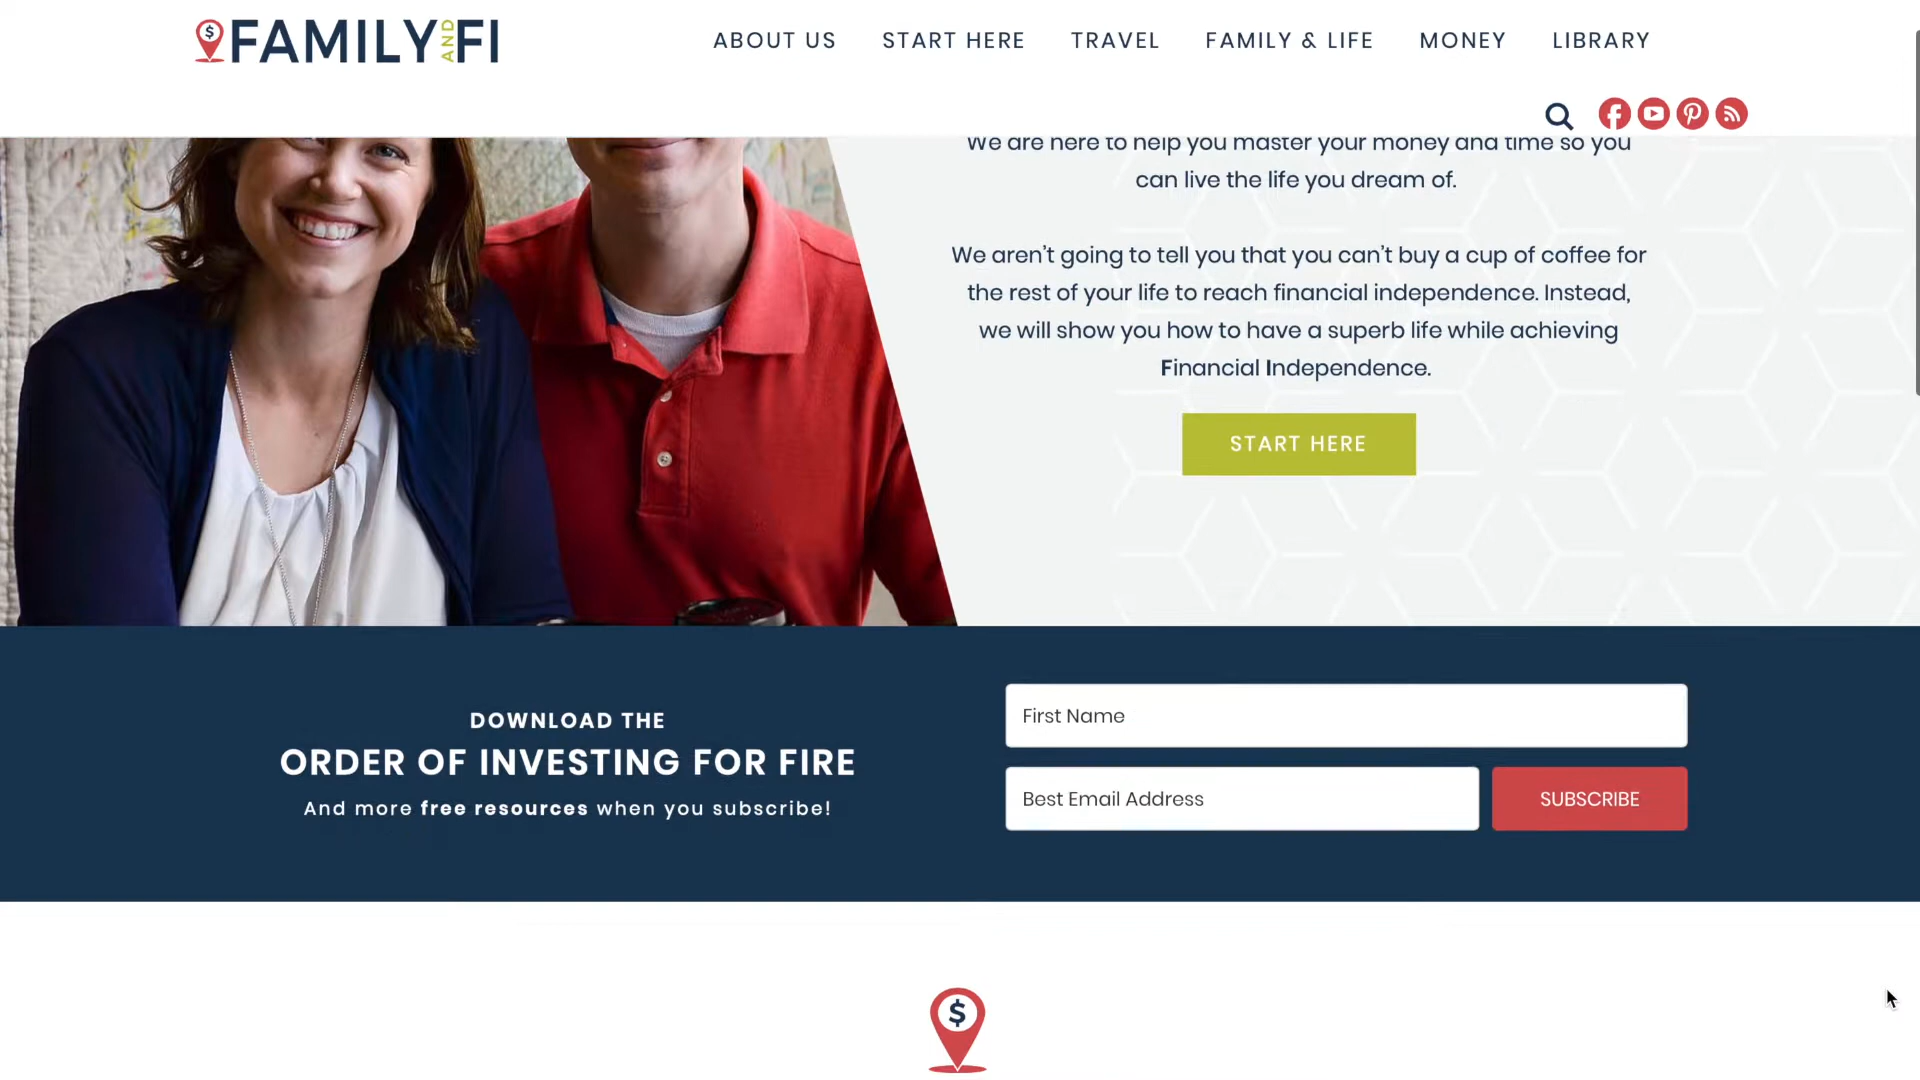 $ FAMILY AND FI
ABOUT US START HERE TRAVEL FAMILY & LIFE MONEY LIBRARY
We are here to help you master your money and time so you
can live the life you dream of.
We aren’t going to tell you that you can’t buy a cup of coffee for
the rest of your life to reach financial independence. Instead,
we will show you how to have a superb life while achieving
Financial Independence.
START HERE
DOWNLOAD THE
ORDER OF INVESTING FOR FIRE
And more free resources when you subscribe!
First Name
Best Email Address
SUBSCRIBE
$